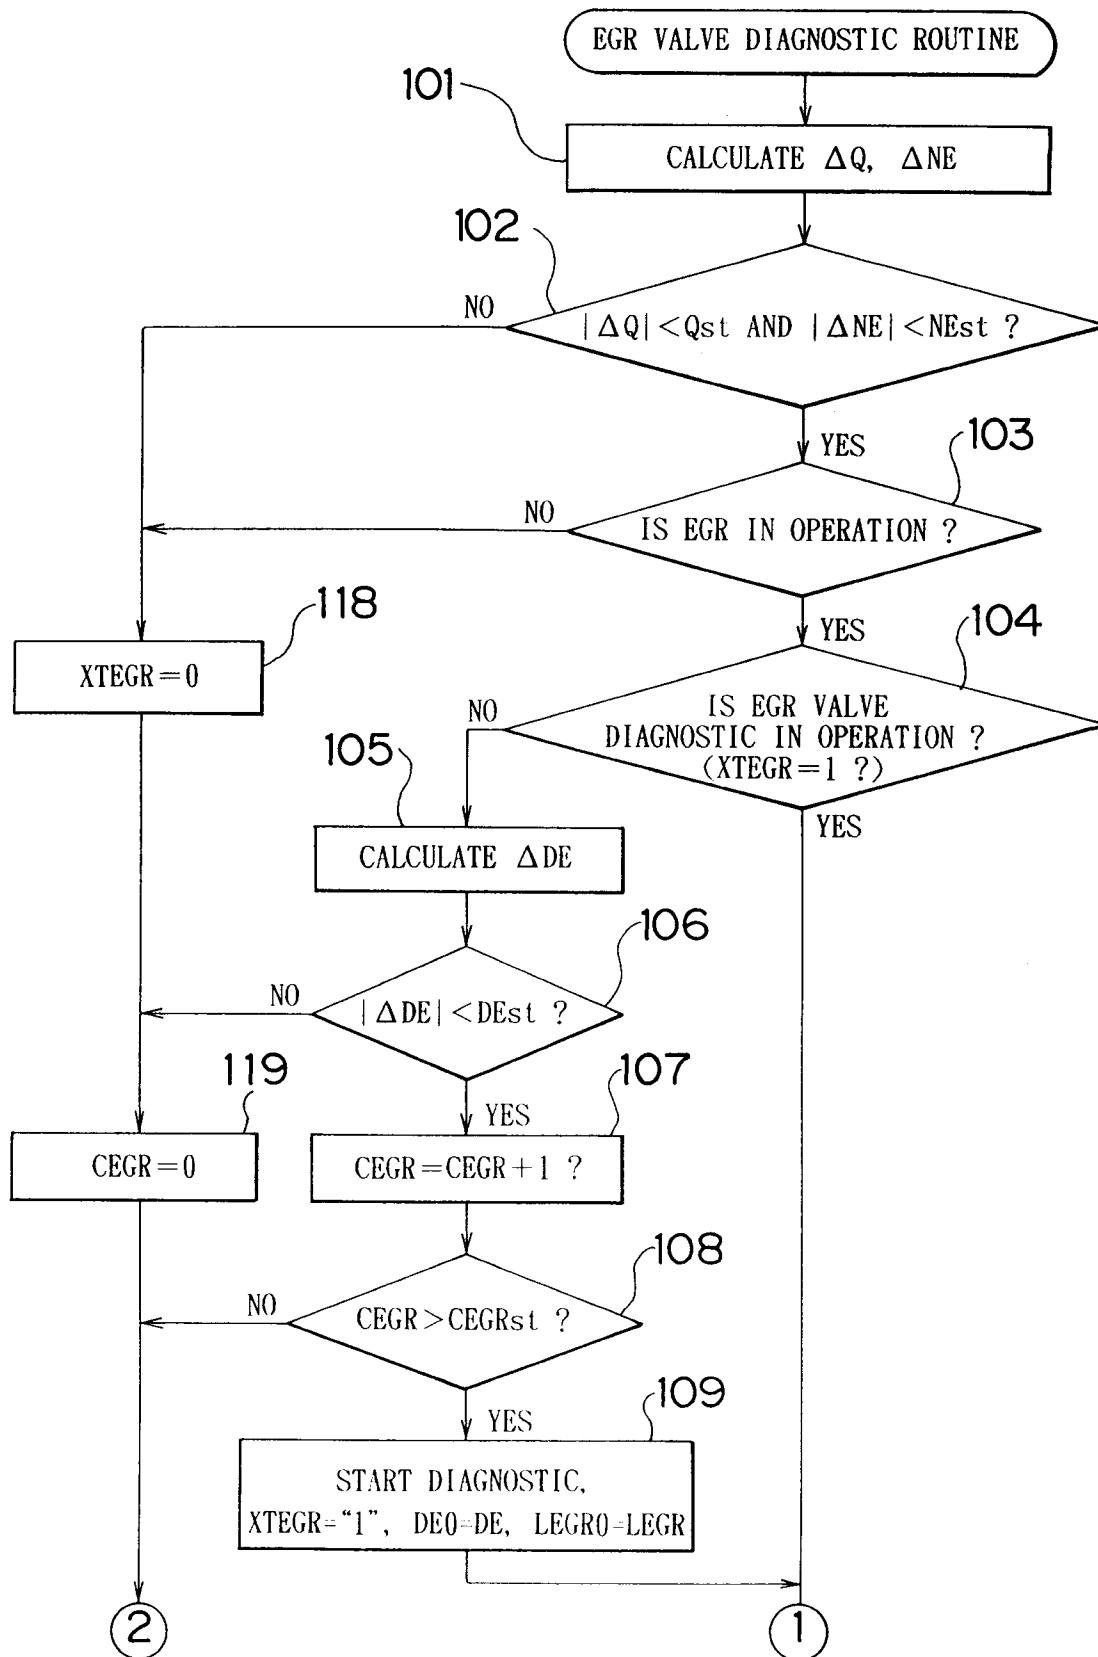 EGR VALVE DIAGNOSTIC ROUTINE
101
CALCULATE ΔQ, ΔNE
102
NO
|ΔQ|<Qst AND |ΔNE|<NEst ?
YES
103
NO
IS EGR IN OPERATION ?
YES
118
XTEGR=0
104
NO
IS EGR VALVE
DIAGNOSTIC IN OPERATION ?
(XTEGR=1 ?)
YES
105
CALCULATE ΔDE
106
NO
|ΔDE|<DEst ?
YES
119
CEGR=0
107
CEGR=CEGR+1 ?
108
NO
CEGR>CEGRst ?
YES
109
START DIAGNOSTIC,
XTEGR="1", DE0=DE, LEGR0=LEGR
2
1